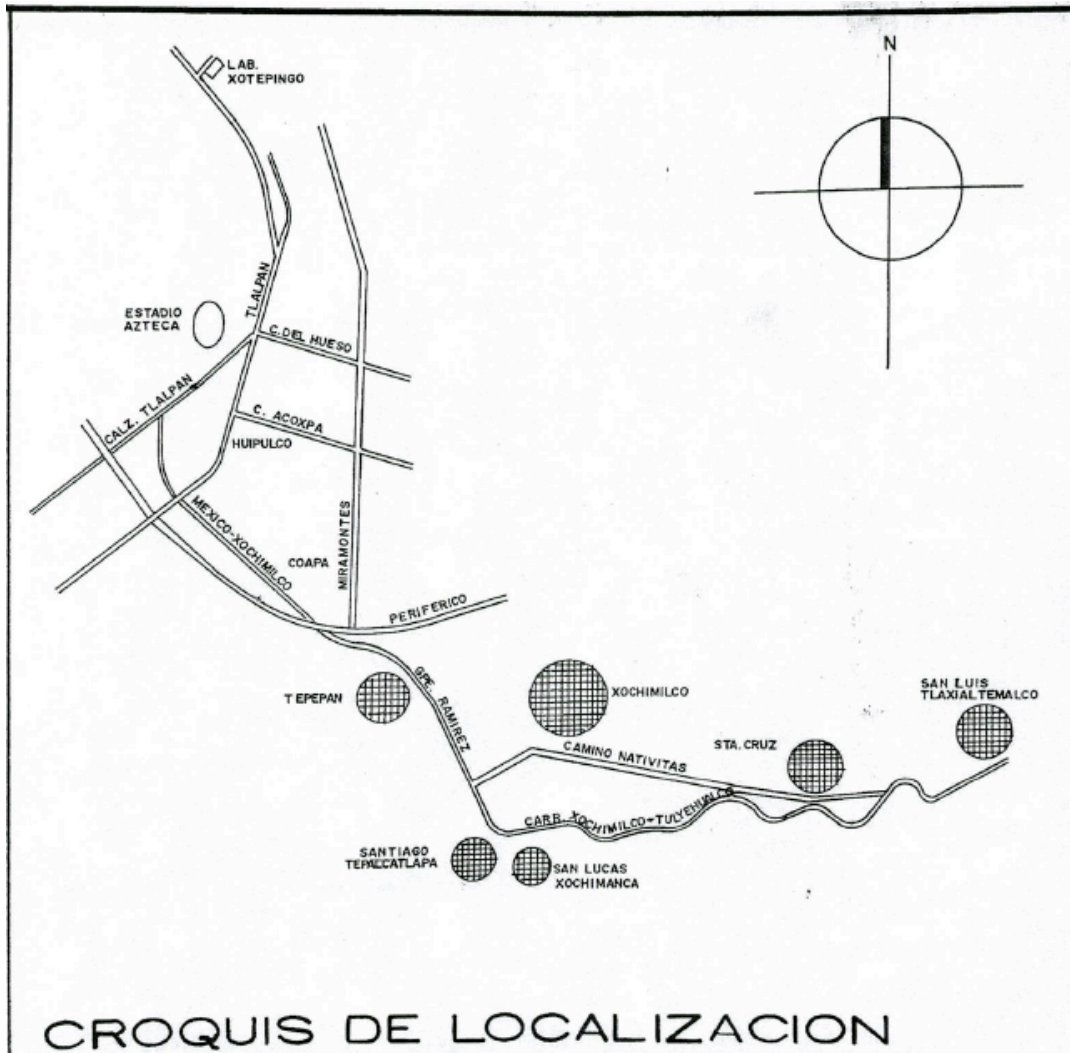 LAB.
XOTEPINGO
N
TLALPAN
ESTADIO
AZTECA
C. DEL HUESO
CALZ. TLALPAN
C. ACOXPA
HUIPULCO
MEXICO-XOCHIMILCO
MIRAMONTES
COAPA
PERIFERICO
GPE. RAMIREZ
TEPEPAN
XOCHIMILCO
SAN LUIS
TLAXIALTEMALCO
CAMINO NATIVITAS
STA. CRUZ
CARR. XOCHIMILCO-TULYEHUALCO
SANTIAGO
TEPALCATLAPA
SAN LUCAS
XOCHIMANCA
CROQUIS DE LOCALIZACION